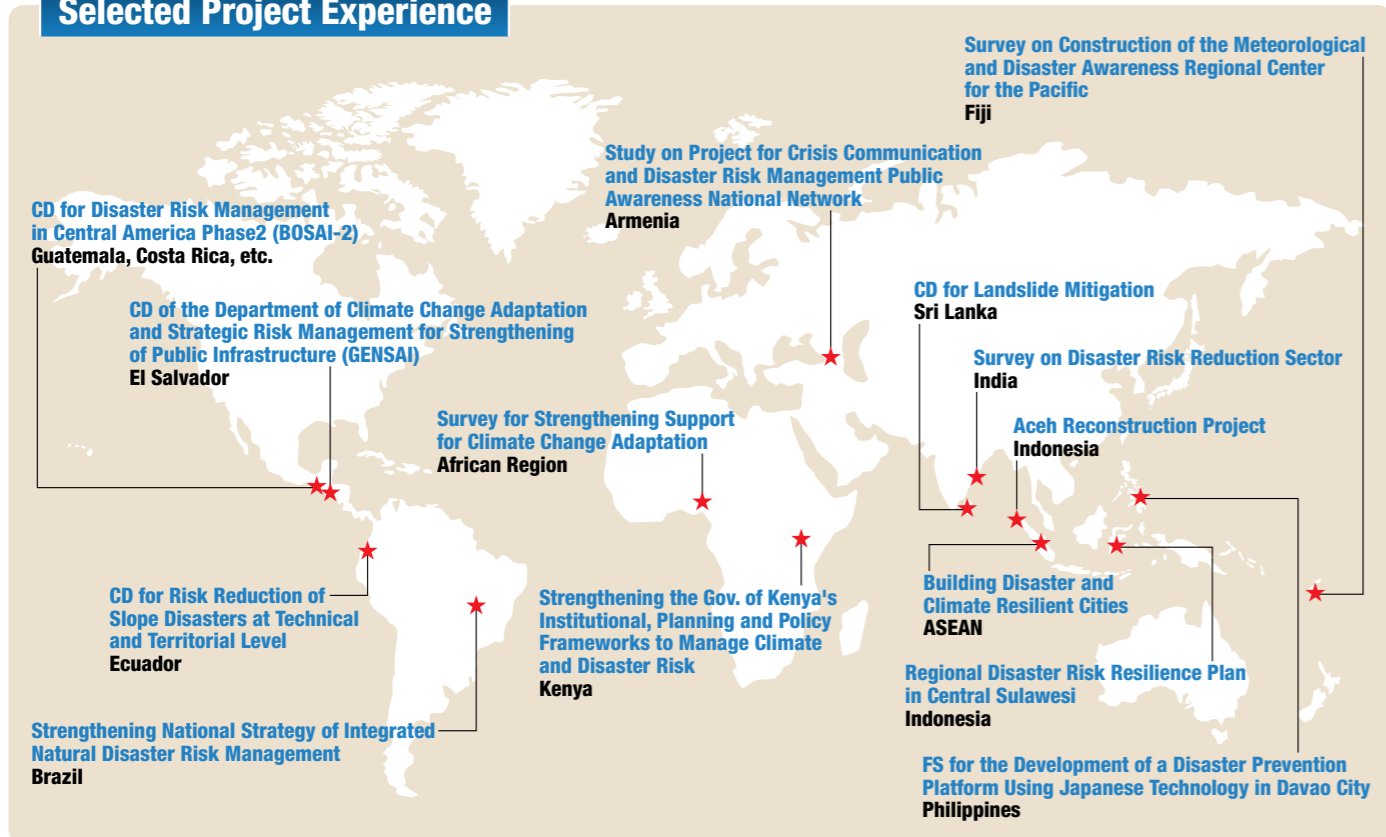 Selected Project Experience
Survey on Construction of the Meteorological
and Disaster Awareness Regional Center
for the Pacific
Fiji
Study on Project for Crisis Communication
and Disaster Risk Management Public
Awareness National Network
Armenia
CD for Disaster Risk Management
in Central America Phase2 (BOSAI-2)
Guatemala, Costa Rica, etc.
CD of the Department of Climate Change Adaptation
and Strategic Risk Management for Strengthening
of Public Infrastructure (GENSAI)
El Salvador
CD for Landslide Mitigation
Sri Lanka
Survey on Disaster Risk Reduction Sector
India
Survey for Strengthening Support
for Climate Change Adaptation
African Region
Aceh Reconstruction Project
Indonesia
CD for Risk Reduction of
Slope Disasters at Technical
and Territorial Level
Ecuador
Strengthening the Gov. of Kenya's
Institutional, Planning and Policy
Frameworks to Manage Climate
and Disaster Risk
Kenya
Building Disaster and
Climate Resilient Cities
ASEAN
Regional Disaster Risk Resilience Plan
in Central Sulawesi
Indonesia
Strengthening National Strategy of Integrated
Natural Disaster Risk Management
Brazil
FS for the Development of a Disaster Prevention
Platform Using Japanese Technology in Davao City
Philippines